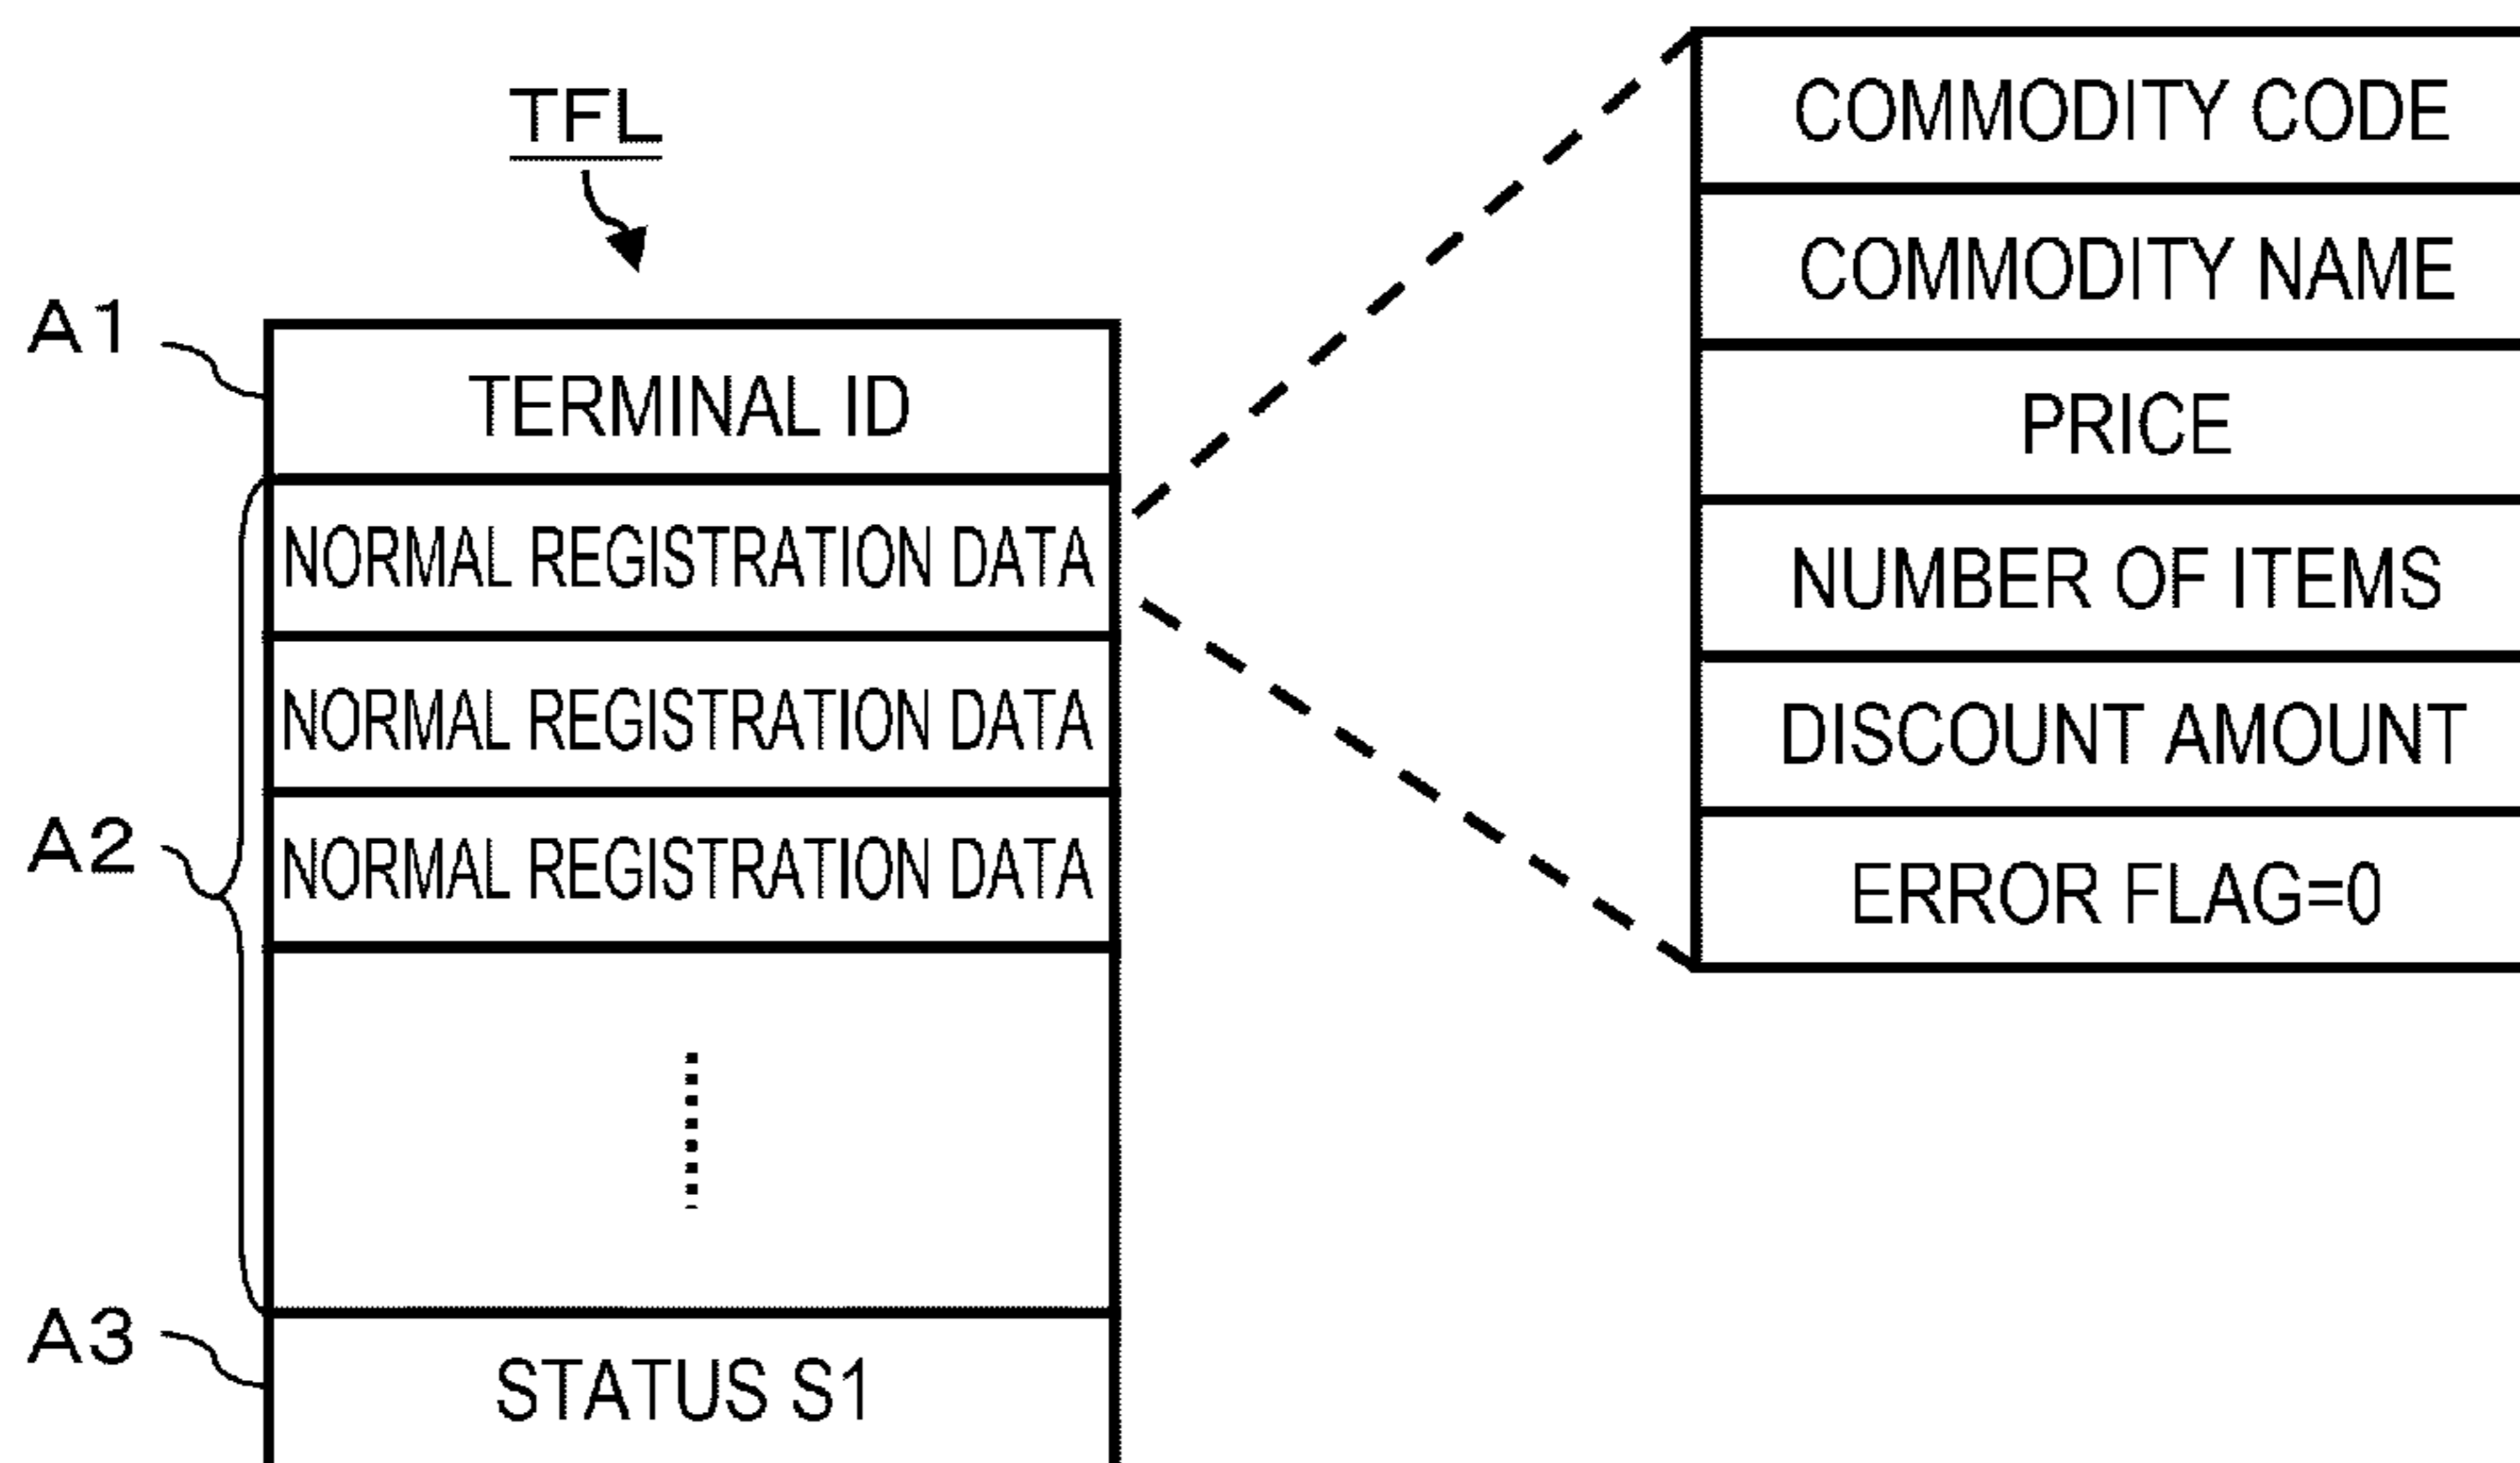 TFL
A1
TERMINAL ID
NORMAL REGISTRATION DATA
NORMAL REGISTRATION DATA
A2
NORMAL REGISTRATION DATA
A3
STATUS S1
COMMODITY CODE
COMMODITY NAME
PRICE
NUMBER OF ITEMS
DISCOUNT AMOUNT
ERROR FLAG=0